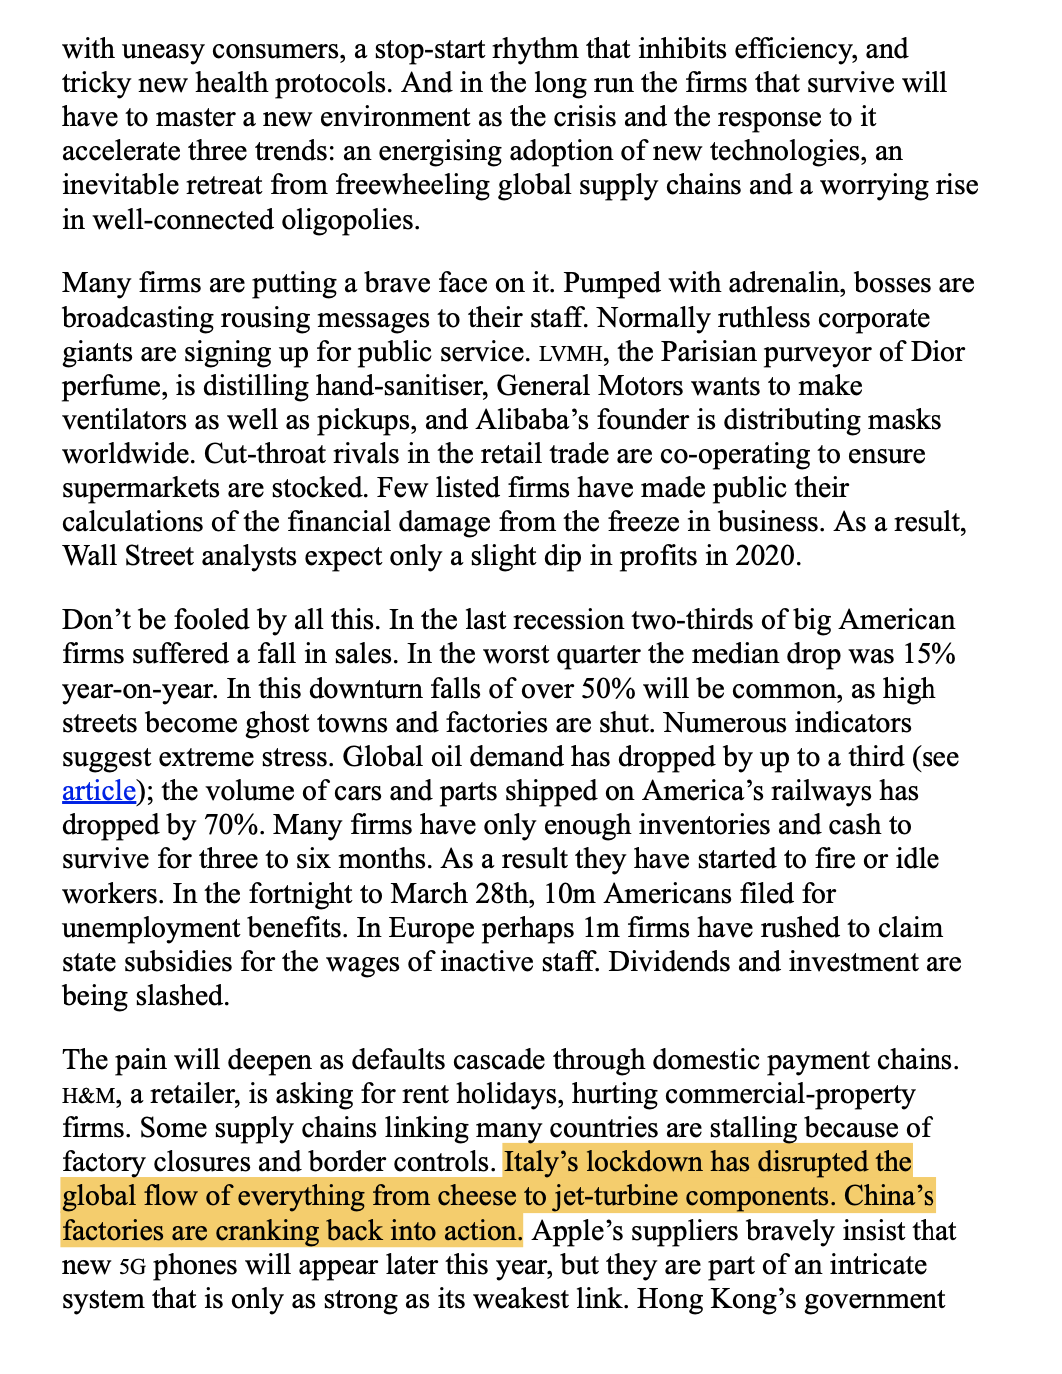 with uneasy consumers, a stop-start rhythm that inhibits efficiency, and
tricky new health protocols. And in the long run the firms that survive will
have to master a new environment as the crisis and the response to it
accelerate three trends: an energising adoption of new technologies, an
inevitable retreat from freewheeling global supply chains and a worrying rise
in well-connected oligopolies.
Many firms are putting a brave face on it. Pumped with adrenalin, bosses are
broadcasting rousing messages to their staff. Normally ruthless corporate
giants are signing up for public service. LVMH, the Parisian purveyor of Dior
perfume, is distilling hand-sanitiser, General Motors wants to make
ventilators as well as pickups, and Alibaba’s founder is distributing masks
worldwide. Cut-throat rivals in the retail trade are co-operating to ensure
supermarkets are stocked. Few listed firms have made public their
calculations of the financial damage from the freeze in business. As a result,
Wall Street analysts expect only a slight dip in profits in 2020.
Don’t be fooled by all this. In the last recession two-thirds of big American
firms suffered a fall in sales. In the worst quarter the median drop was 15%
year-on-year. In this downturn falls of over 50% will be common, as high
streets become ghost towns and factories are shut. Numerous indicators
suggest extreme stress. Global oil demand has dropped by up to a third (see
article); the volume of cars and parts shipped on America’s railways has
dropped by 70%. Many firms have only enough inventories and cash to
survive for three to six months. As a result they have started to fire or idle
workers. In the fortnight to March 28th, 10m Americans filed for
unemployment benefits. In Europe perhaps 1m firms have rushed to claim
state subsidies for the wages of inactive staff. Dividends and investment are
being slashed.
The pain will deepen as defaults cascade through domestic payment chains.
H&M, a retailer, is asking for rent holidays, hurting commercial-property
firms. Some supply chains linking many countries are stalling because of
factory closures and border controls. Italy’s lockdown has disrupted the
global flow of everything from cheese to jet-turbine components. China’s
factories are cranking back into action. Apple’s suppliers bravely insist that
new 5G phones will appear later this year, but they are part of an intricate
system that is only as strong as its weakest link. Hong Kong’s government